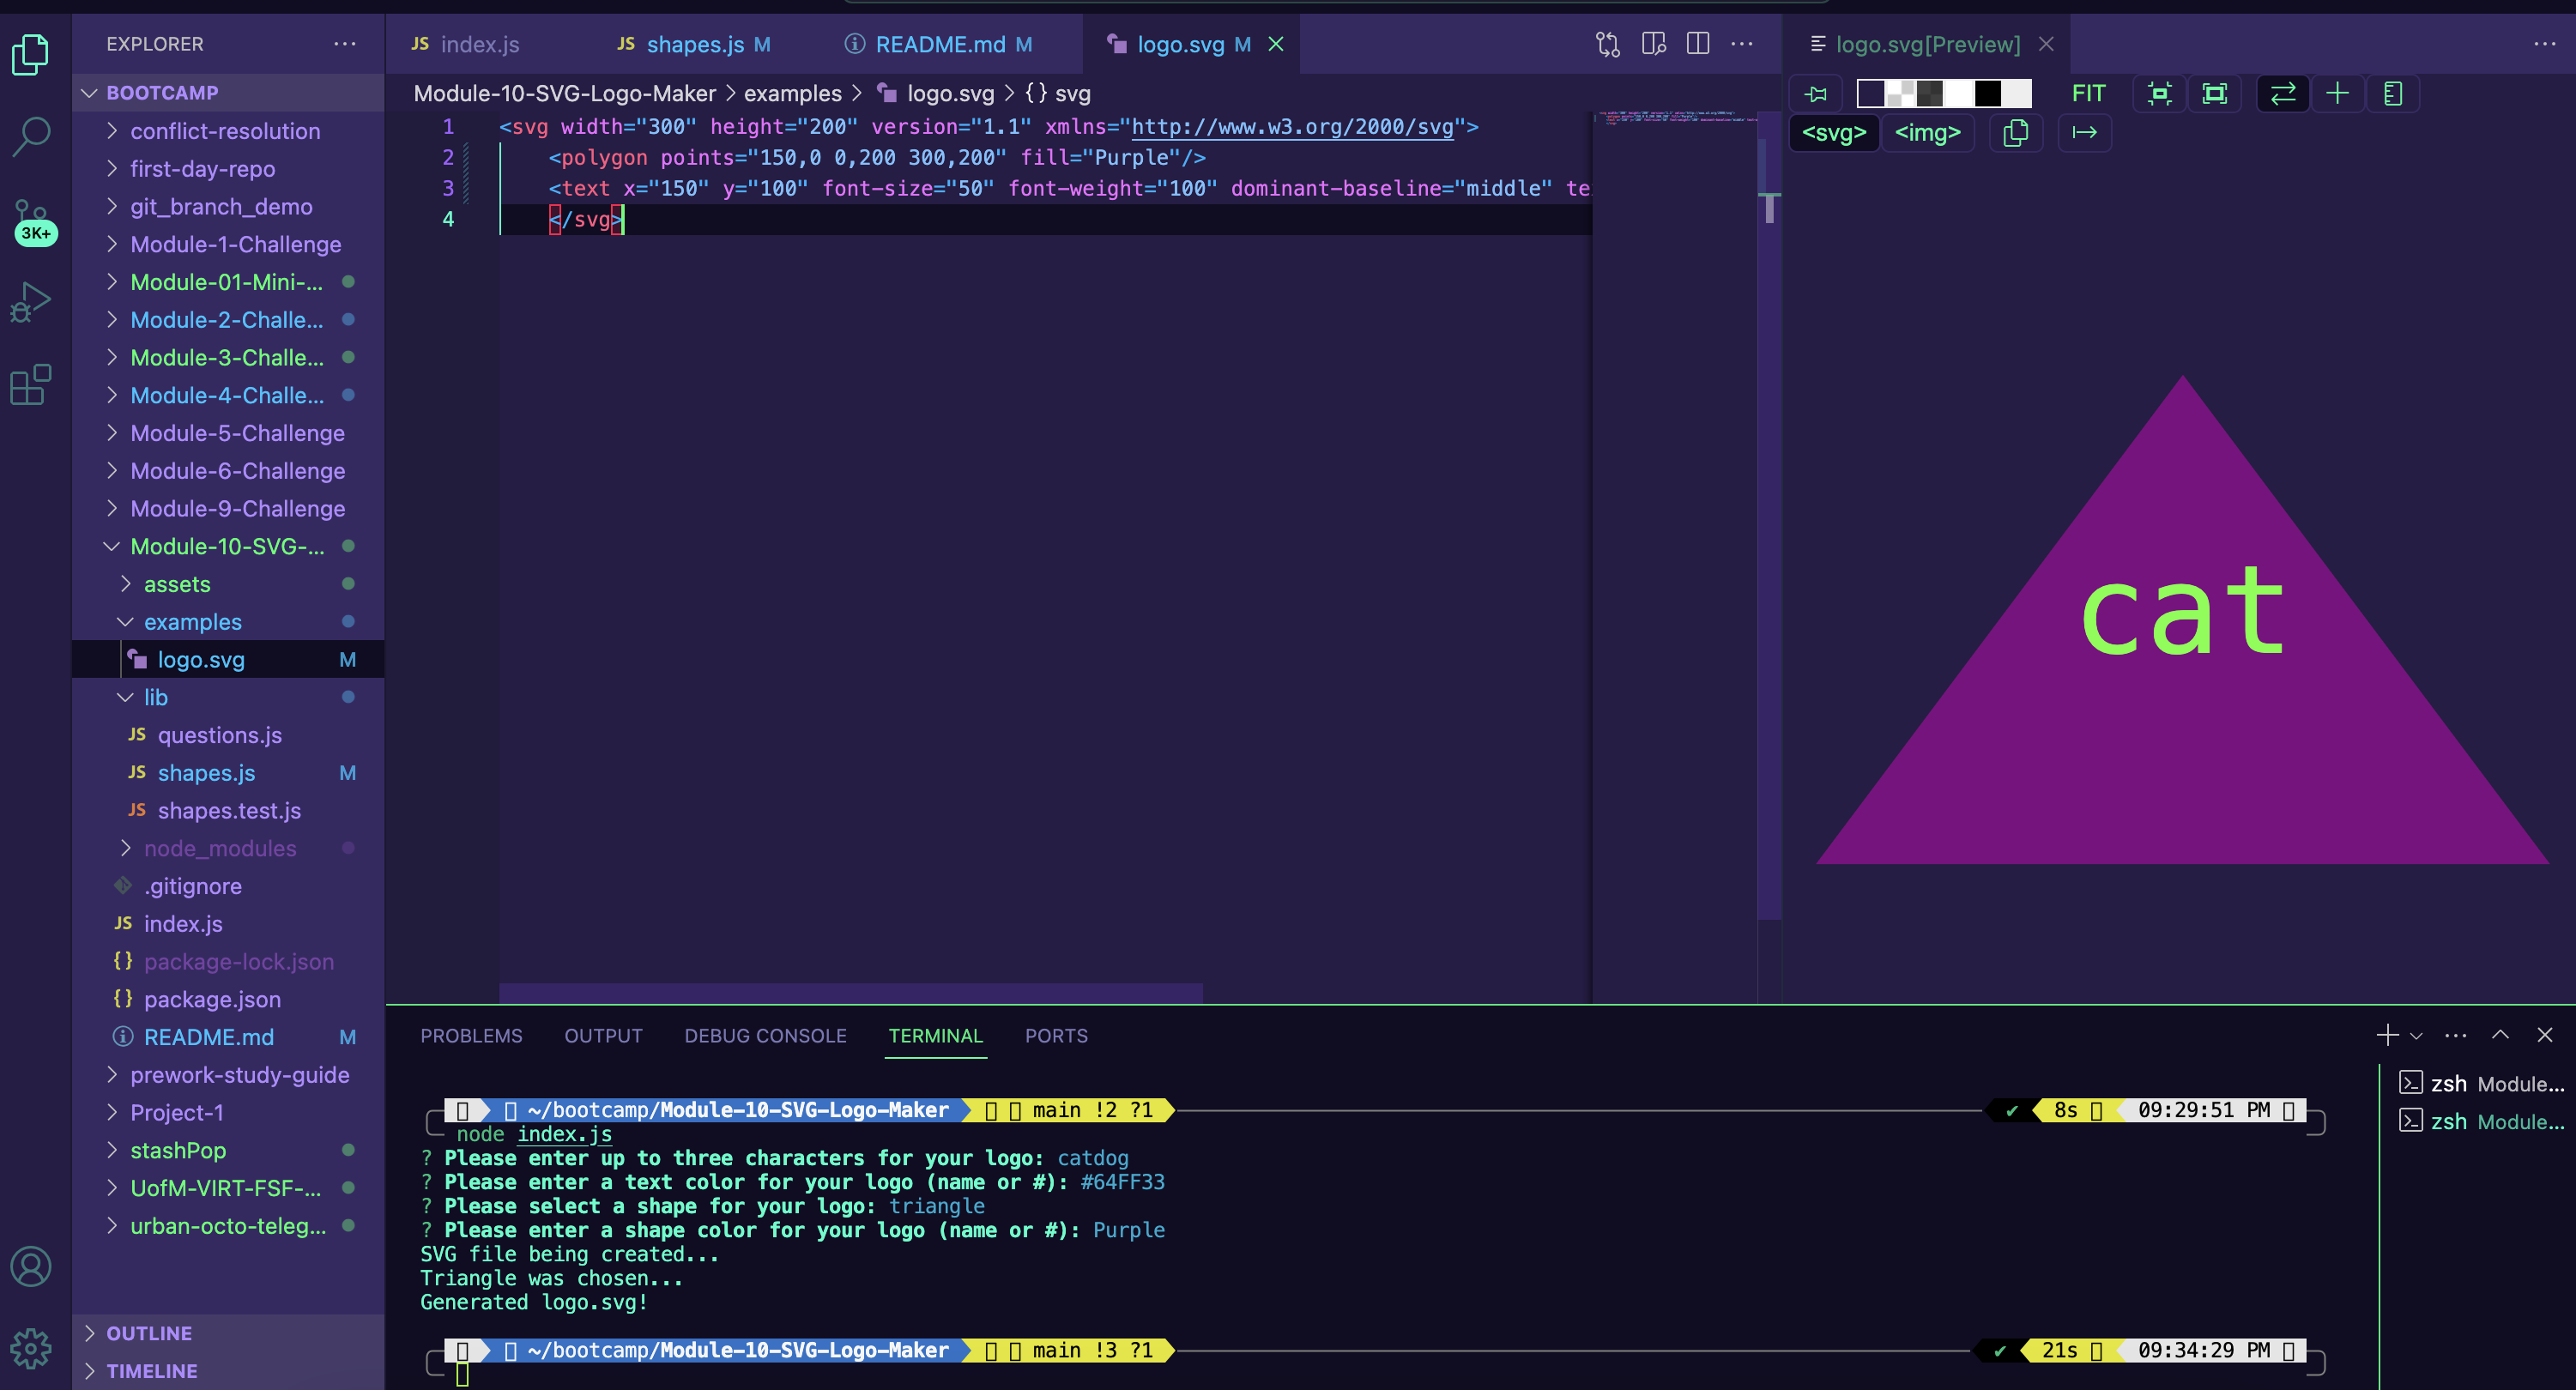 EXPLORER
BOOTCAMP
conflict-resolution
first-day-repo
git_branch_demo
3K+
Module-1-Challenge
Module-01-Mini-...
Module-2-Challe...
Module-3-Challe...
Module-4-Challe...
Module-5-Challenge
Module-6-Challenge
Module-9-Challenge
Module-10-SVG-...
assets
examples
logo.svg M
lib
questions.js
shapes.js M
shapes.test.js
node_modules
.gitignore
index.js
package-lock.json
package.json
README.md M
prework-study-guide
Project-1
stashPop
UofM-VIRT-FSF-...
urban-octo-teleg...
OUTLINE
TIMELINE
JS index.js JS shapes.js M README.md M logo.svg M
Module-10-SVG-Logo-Maker > examples > logo.svg > {} svg
1 <svg width="300" height="200" version="1.1" xmlns="http://www.w3.org/2000/svg">
2 <polygon points="150,0 0,200 300,200" fill="Purple"/>
3 <text x="150" y="100" font-size="50" font-weight="100" dominant-baseline="middle" te
4 </svg>
logo.svg[Preview]
FIT
<svg> <img>
cat
PROBLEMS OUTPUT DEBUG CONSOLE TERMINAL PORTS
~/bootcamp/Module-10-SVG-Logo-Maker main !2 ?1 ✔ 8s 09:29:51 PM
node index.js
? Please enter up to three characters for your logo: catdog
? Please enter a text color for your logo (name or #): #64FF33
? Please select a shape for your logo: triangle
? Please enter a shape color for your logo (name or #): Purple
SVG file being created...
Triangle was chosen...
Generated logo.svg!
~/bootcamp/Module-10-SVG-Logo-Maker main !3 ?1 ✔ 21s 09:34:29 PM
zsh Module...
zsh Module...